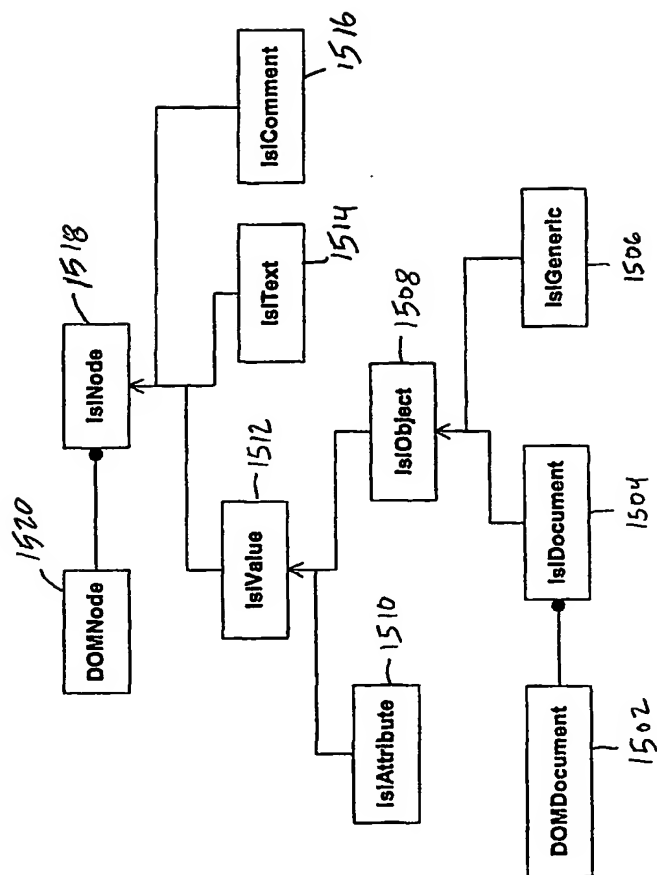 1520
DOMNode
1518
IslNode
1512
IslValue
IslText
1514
IslComment
1516
1510
IslAttribute
1508
IslObject
DOMDocument
1502
IslDocument
1504
IslGeneric
1506